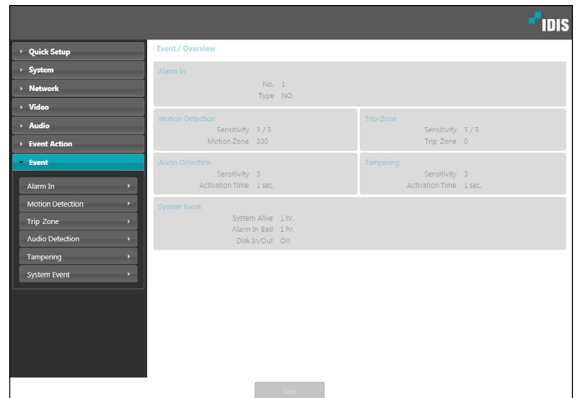 IDIS
Quick Setup
System
Network
Video
Audio
Event Action
Event
Alarm In
Motion Detection
Trip-Zone
Audio Detection
Tampering
System Event
Event / Overview
Alarm In
No. 1
Type NO
Motion Detection
Sensitivity 3 / 3
Motion Zone 330
Trip-Zone
Sensitivity 3 / 3
Trip-Zone 0
Audio Detection
Sensitivity 3
Activation Time 1 sec.
Tampering
Sensitivity 3
Activation Time 1 sec.
System Event
System Alive 1 hr.
Alarm In Bad 1 hr.
Disk In/Out On